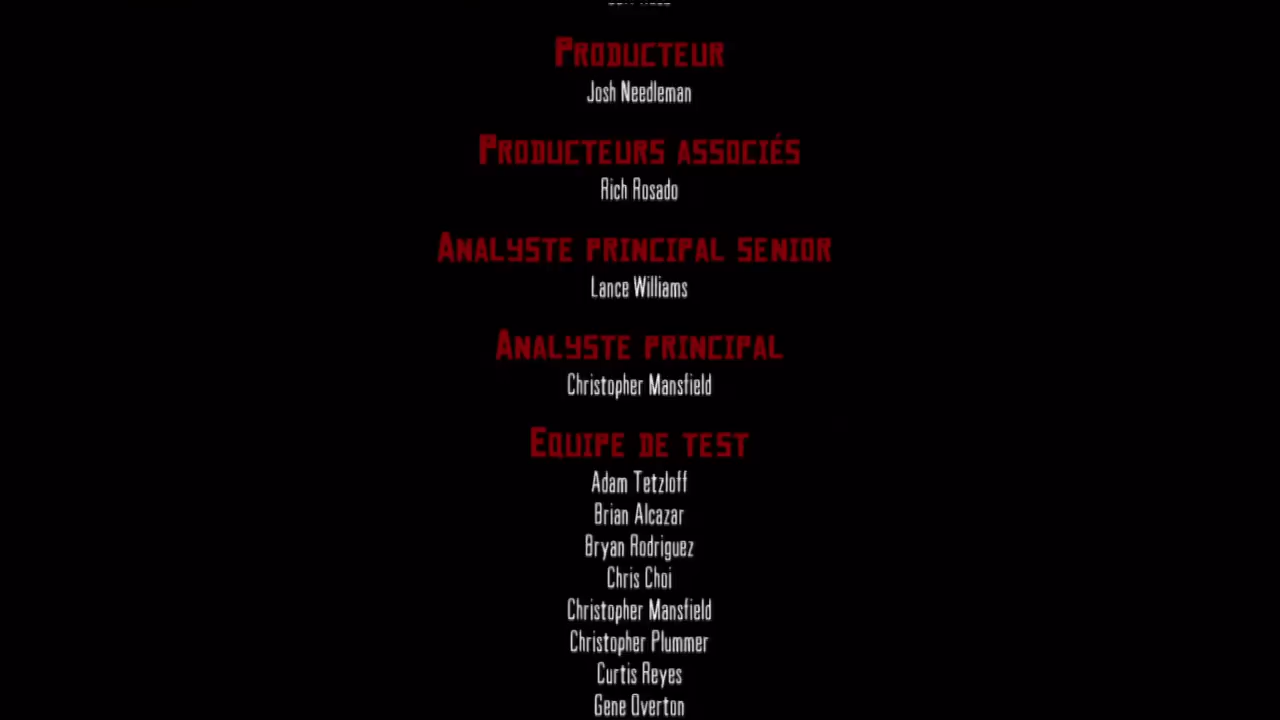 Producteur
Josh Needleman
Producteurs associés
Rich Rosado
Analyste principal senior
Lance Williams
Analyste principal
Christopher Mansfield
Equipe de test
Adam Tetzloff
Brian Alcazar
Bryan Rodriguez
Chris Choi
Christopher Mansfield
Christopher Plummer
Curtis Reyes
Gene Overton